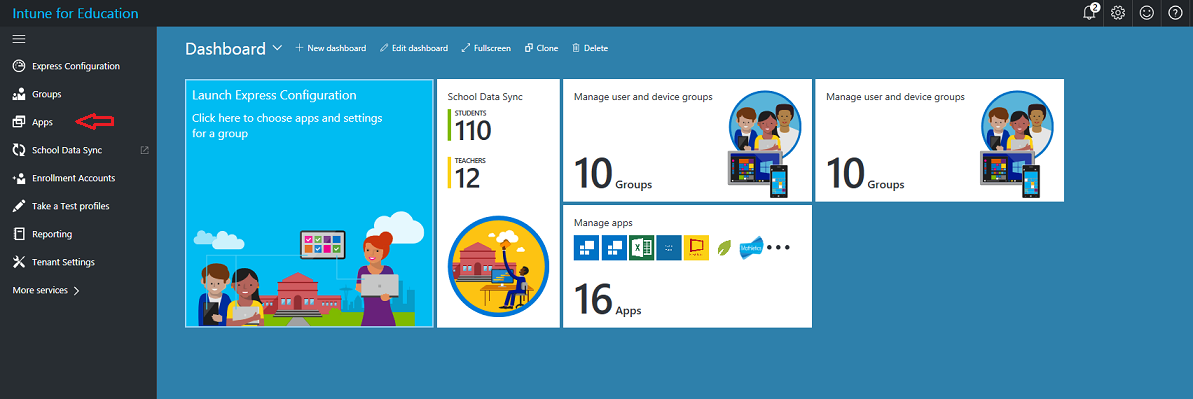 Intune for Education
2
Dashboard
New dashboard
Edit dashboard
Fullscreen
Clone
Delete
Express Configuration
Groups
Apps
School Data Sync
Enrollment Accounts
Take a Test profiles
Reporting
Tenant Settings
More services
Launch Express Configuration
Click here to choose apps and settings
for a group
School Data Sync
STUDENTS
110
TEACHERS
12
Manage user and device groups
10 Groups
Manage user and device groups
10 Groups
Manage apps
Mathetics
16 Apps